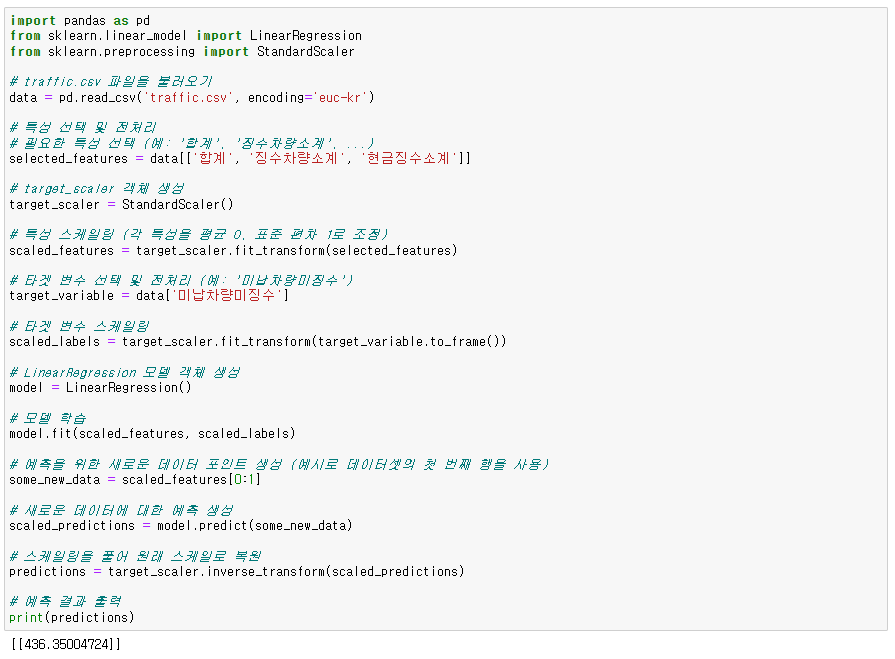 import pandas as pd
from sklearn.linear_model import LinearRegression
from sklearn.preprocessing import StandardScaler
# traffic.csv 파일을 불러오기
data = pd.read_csv('traffic.csv', encoding='euc-kr')
# 특성 선택 및 전처리
# 필요한 특성 선택 (예: '합계', '징수차량소계', ...)
selected_features = data[['합계', '징수차량소계', '현금징수소계']]
# target_scaler 객체 생성
target_scaler = StandardScaler()
# 특성 스케일링 (각 특성을 평균 0, 표준 편차 1로 조정)
scaled_features = target_scaler.fit_transform(selected_features)
# 타겟 변수 선택 및 전처리 (예: '미납차량미징수')
target_variable = data['미납차량미징수']
# 타겟 변수 스케일링
scaled_labels = target_scaler.fit_transform(target_variable.to_frame())
# LinearRegression 모델 객체 생성
model = LinearRegression()
# 모델 학습
model.fit(scaled_features, scaled_labels)
# 예측을 위한 새로운 데이터 포인트 생성 (예시로 데이터셋의 첫 번째 행을 사용)
some_new_data = scaled_features[0:1]
# 새로운 데이터에 대한 예측 생성
scaled_predictions = model.predict(some_new_data)
# 스케일링을 풀어 원래 스케일로 복원
predictions = target_scaler.inverse_transform(scaled_predictions)
# 예측 결과 출력
print(predictions)
[[436.35004724]]